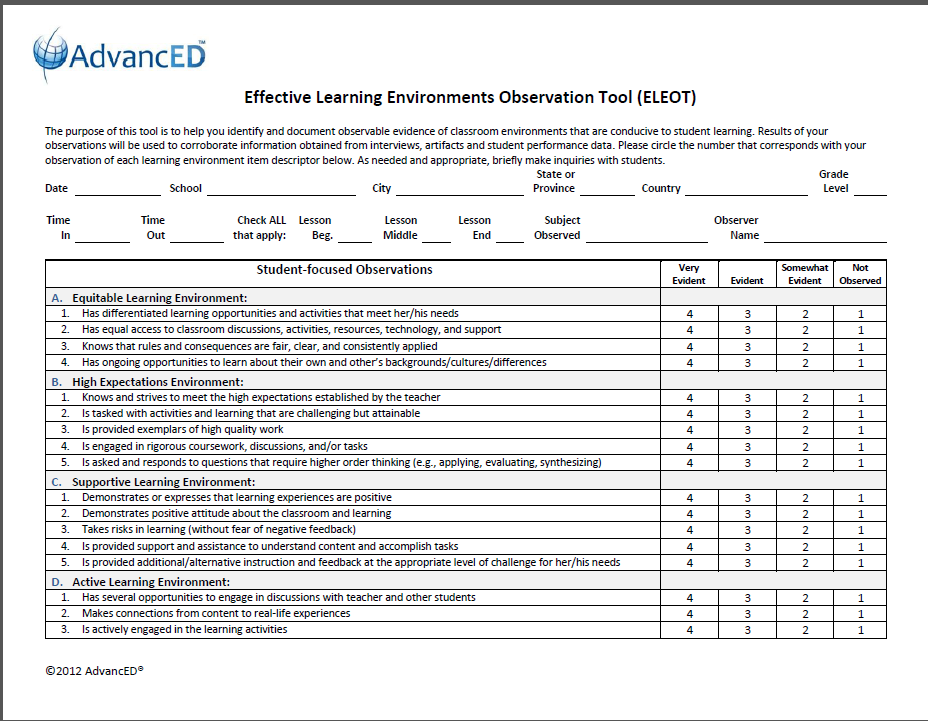 AdvancED™
Effective Learning Environments Observation Tool (ELEOT)
The purpose of this tool is to help you identify and document observable evidence of classroom environments that are conducive to student learning. Results of your
observations will be used to corroborate information obtained from interviews, artifacts and student performance data. Please circle the number that corresponds with your
observation of each learning environment item descriptor below. As needed and appropriate, briefly make inquiries with students.
Date School City State or Province Country Grade Level
Time In Time Out Check ALL that apply: Lesson Beg. Lesson Middle Lesson End Subject Observed Observer Name
Student-focused Observations Very Evident Evident Somewhat Evident Not Observed
A. Equitable Learning Environment:
1. Has differentiated learning opportunities and activities that meet her/his needs 4 3 2 1
2. Has equal access to classroom discussions, activities, resources, technology, and support 4 3 2 1
3. Knows that rules and consequences are fair, clear, and consistently applied 4 3 2 1
4. Has ongoing opportunities to learn about their own and other's backgrounds/cultures/differences 4 3 2 1
B. High Expectations Environment:
1. Knows and strives to meet the high expectations established by the teacher 4 3 2 1
2. Is tasked with activities and learning that are challenging but attainable 4 3 2 1
3. Is provided exemplars of high quality work 4 3 2 1
4. Is engaged in rigorous coursework, discussions, and/or tasks 4 3 2 1
5. Is asked and responds to questions that require higher order thinking (e.g., applying, evaluating, synthesizing) 4 3 2 1
C. Supportive Learning Environment:
1. Demonstrates or expresses that learning experiences are positive 4 3 2 1
2. Demonstrates positive attitude about the classroom and learning 4 3 2 1
3. Takes risks in learning (without fear of negative feedback) 4 3 2 1
4. Is provided support and assistance to understand content and accomplish tasks 4 3 2 1
5. Is provided additional/alternative instruction and feedback at the appropriate level of challenge for her/his needs 4 3 2 1
D. Active Learning Environment:
1. Has several opportunities to engage in discussions with teacher and other students 4 3 2 1
2. Makes connections from content to real-life experiences 4 3 2 1
3. Is actively engaged in the learning activities 4 3 2 1
©2012 AdvancED®